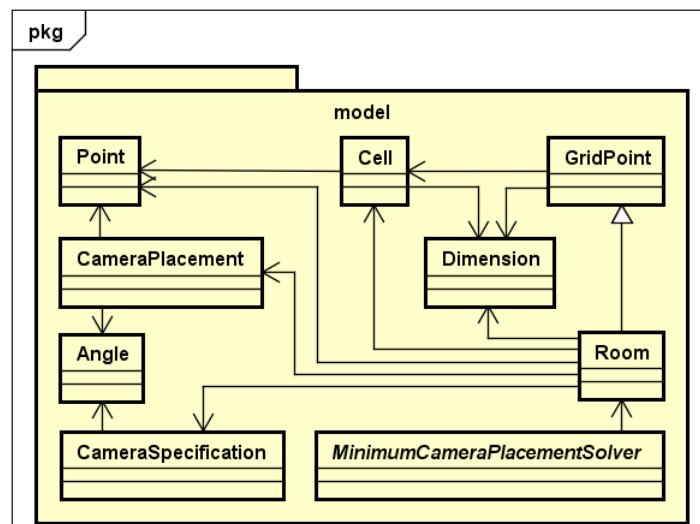 pkg
model
Point
Cell
GridPoint
CameraPlacement
Dimension
Angle
Room
CameraSpecification
MinimumCameraPlacementSolver